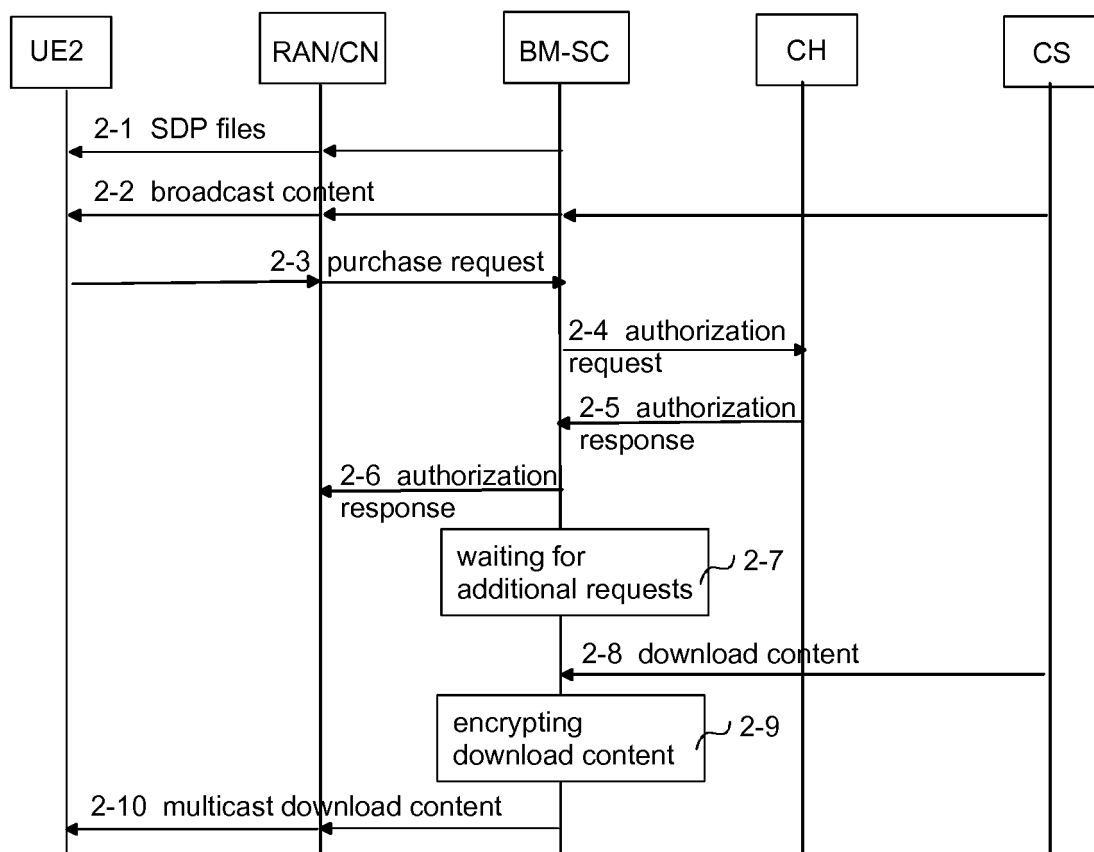 UE2
RAN/CN
BM-SC
CH
CS
2-1 SDP files
2-2 broadcast content
2-3 purchase request
2-4 authorization
request
2-5 authorization
response
2-6 authorization
response
waiting for
additional requests
2-7
2-8 download content
encrypting
download content
2-9
2-10 multicast download content